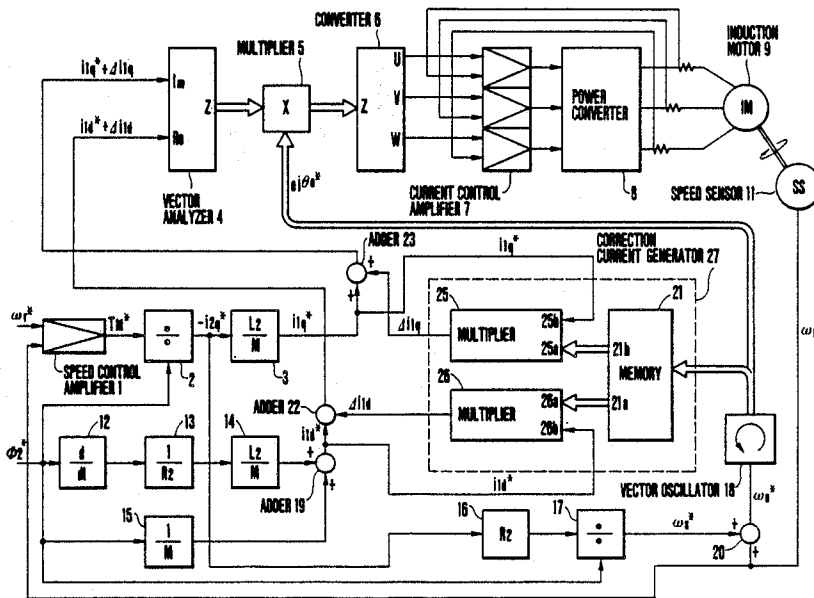 CONVERTER 6
MULTIPLIER 5
INDUCTION
MOTOR 9
i1q* + Δi1q
Im
Z
X
Z
U
V
W
POWER
CONVERTER
IM
i1d* + Δi1d
Re
VECTOR
ANALYZER 4
CURRENT CONTROL
AMPLIFIER 7
8
SPEED SENSOR 11
SS
ejθ0*
ADDER 23
i1q*
CORRECTION
CURRENT GENERATOR 27
+
+
25
21
ωr*
TM*
÷
-i2q*
L2
M
i1q*
Δi1q
MULTIPLIER
25b
25a
21b
MEMORY
ωr
SPEED CONTROL
AMPLIFIER 1
2
3
26
MULTIPLIER
26a
26b
21a
ADDER 22
Δi1d
i1d*
Φ2*
12
13
14
1
R2
L2
M
+
+
ADDER 19
i1d*
VECTOR OSCILLATOR 18
15
1
M
16
R2
17
÷
ωs*
ω0*
+
+
20